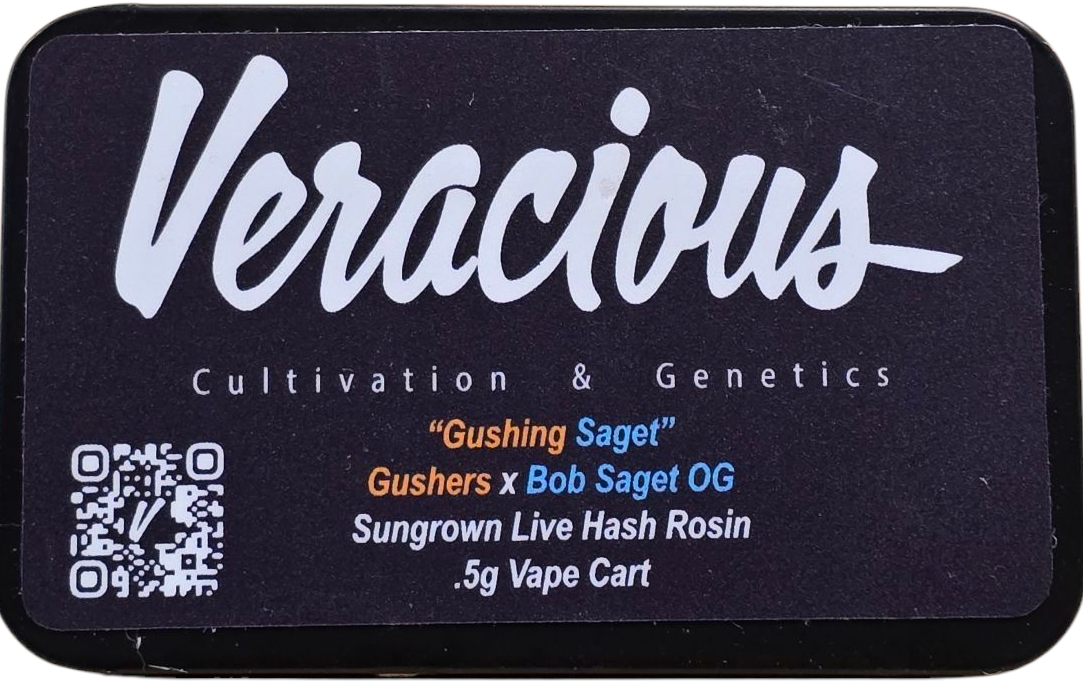 Veracious
Cultivation & Genetics
“Gushing Saget”
Gushers x Bob Saget OG
Sungrown Live Hash Rosin
.5g Vape Cart